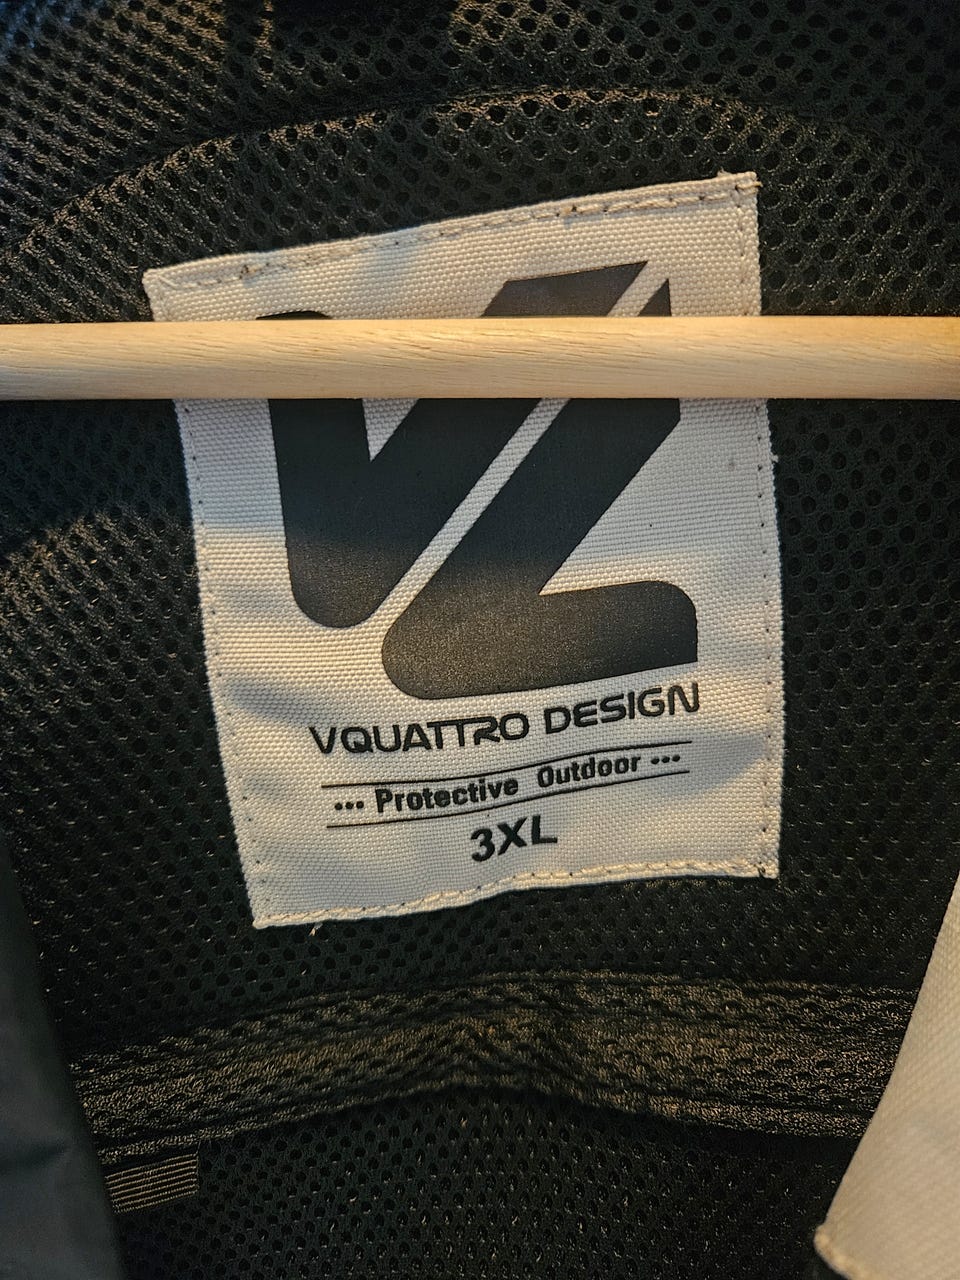 VQUATTRO DESIGN
••• Protective Outdoor •••
3XL